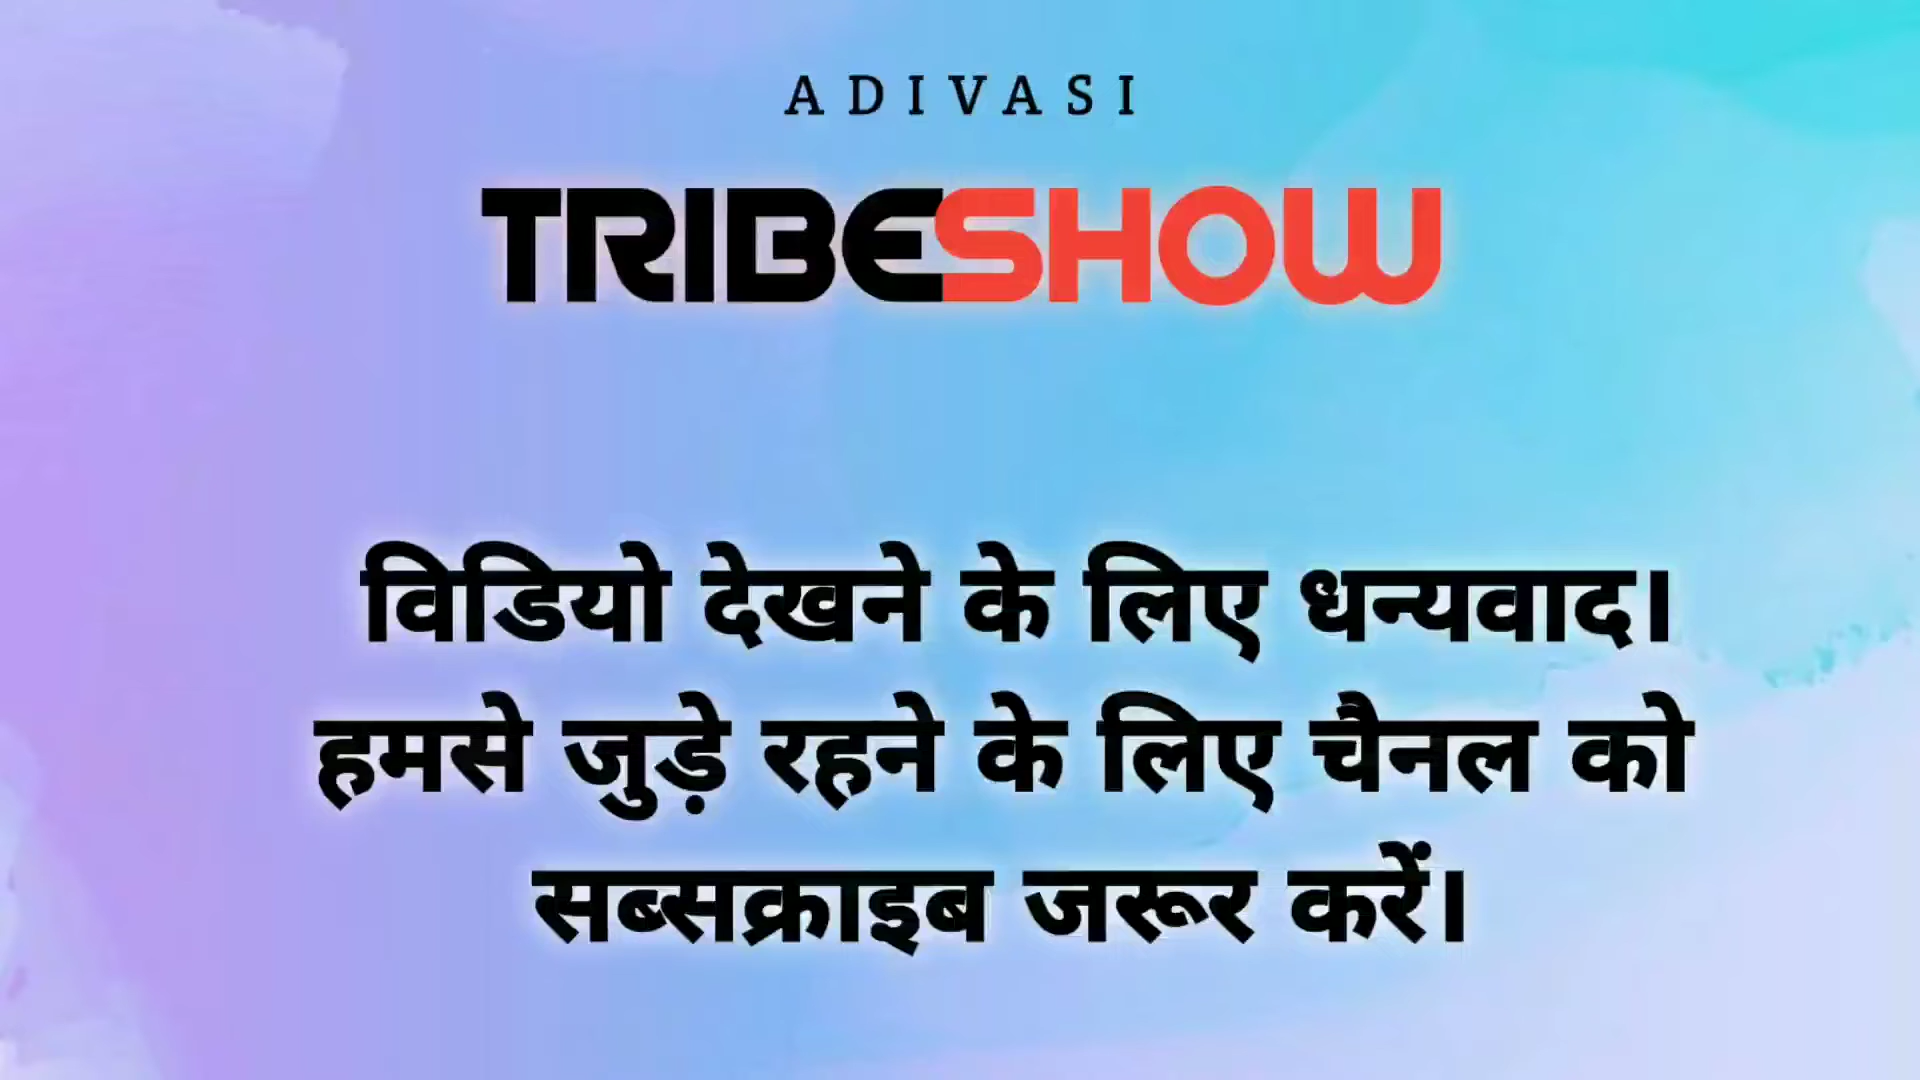 ADIVASI
TRIBESHOW
विडियो देखने के लिए धन्यवाद।
हमसे जुड़े रहने के लिए चैनल को
सब्सक्राइब जरूर करें।